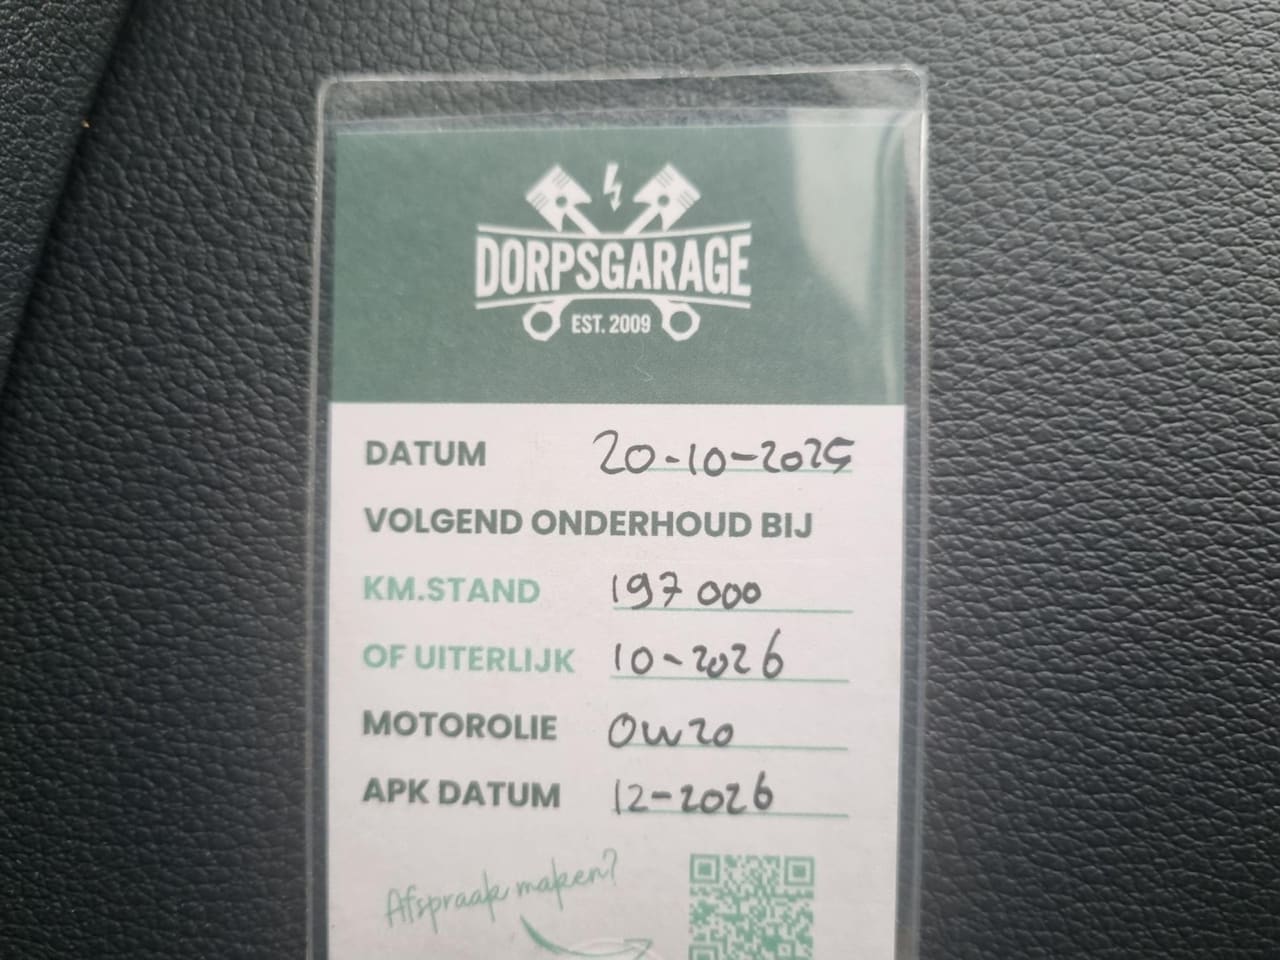 DORPSGARAGE
EST. 2009
DATUM 20-10-2025
VOLGEND ONDERHOUD BIJ
KM.STAND 197 000
OF UITERLIJK 10-2026
MOTOROLIE 0W20
APK DATUM 12-2026
Afspraak maken?